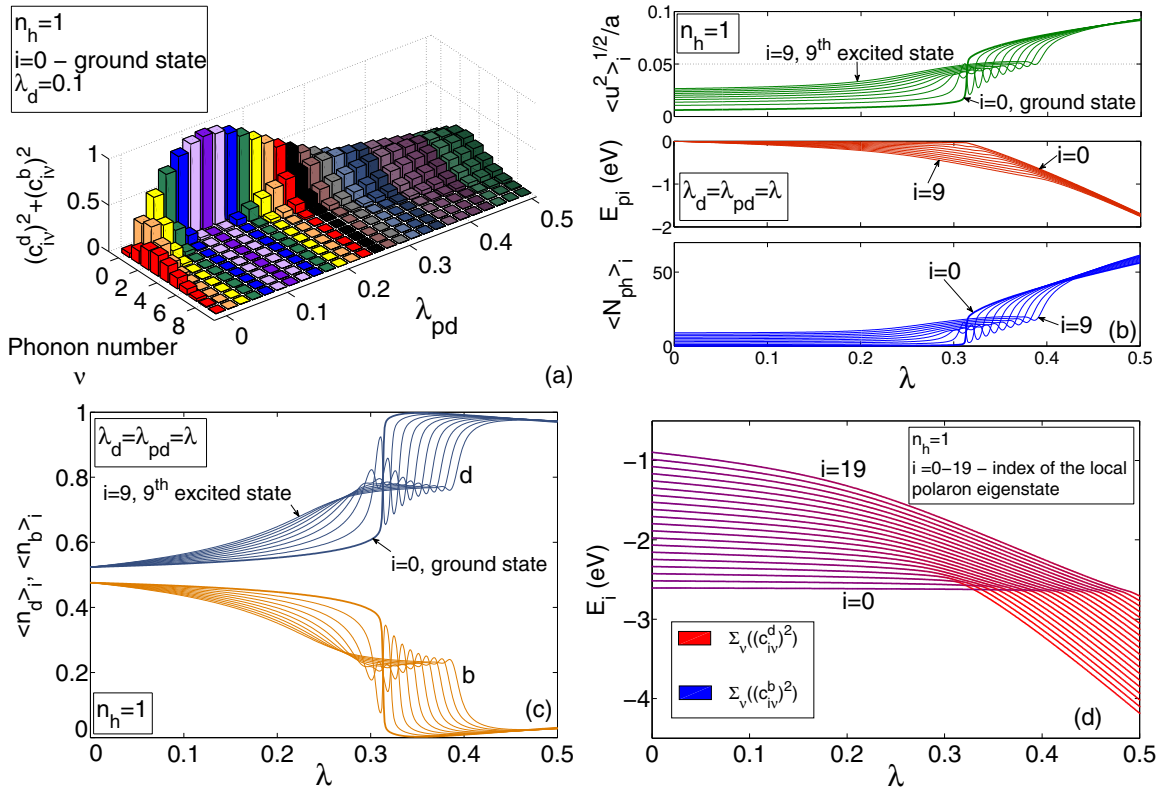 n_h=1
i=0 – ground state
λ_d=0.1
1
0.5
0
(c^d_iν)^2+(c^b_iν)^2
0
2
4
6
8
Phonon number
ν
0
0.1
0.2
0.3
0.4
0.5
λ_pd
(a)
0.1
0.05
0
<u^2>_i^1/2/a
n_h=1
i=9, 9^th excited state
i=0, ground state
0
−1
−2
E_pi (eV)
λ_d=λ_pd=λ
i=0
i=9
50
0
<N_ph>_i
i=0
i=9
(b)
0
0.1
0.2
0.3
0.4
0.5
λ
1
0.8
0.6
0.4
0.2
0
<n_d>_i, <n_b>_i
λ_d=λ_pd=λ
i=9, 9^th excited state
d
i=0, ground state
b
n_h=1
(c)
0
0.1
0.2
0.3
0.4
0.5
λ
−1
−2
−3
−4
E_i (eV)
n_h=1
i =0−19 – index of the local
polaron eigenstate
i=19
i=0
Σ_ν((c^d_iν)^2)
Σ_ν((c^b_iν)^2)
(d)
0
0.1
0.2
0.3
0.4
0.5
λ